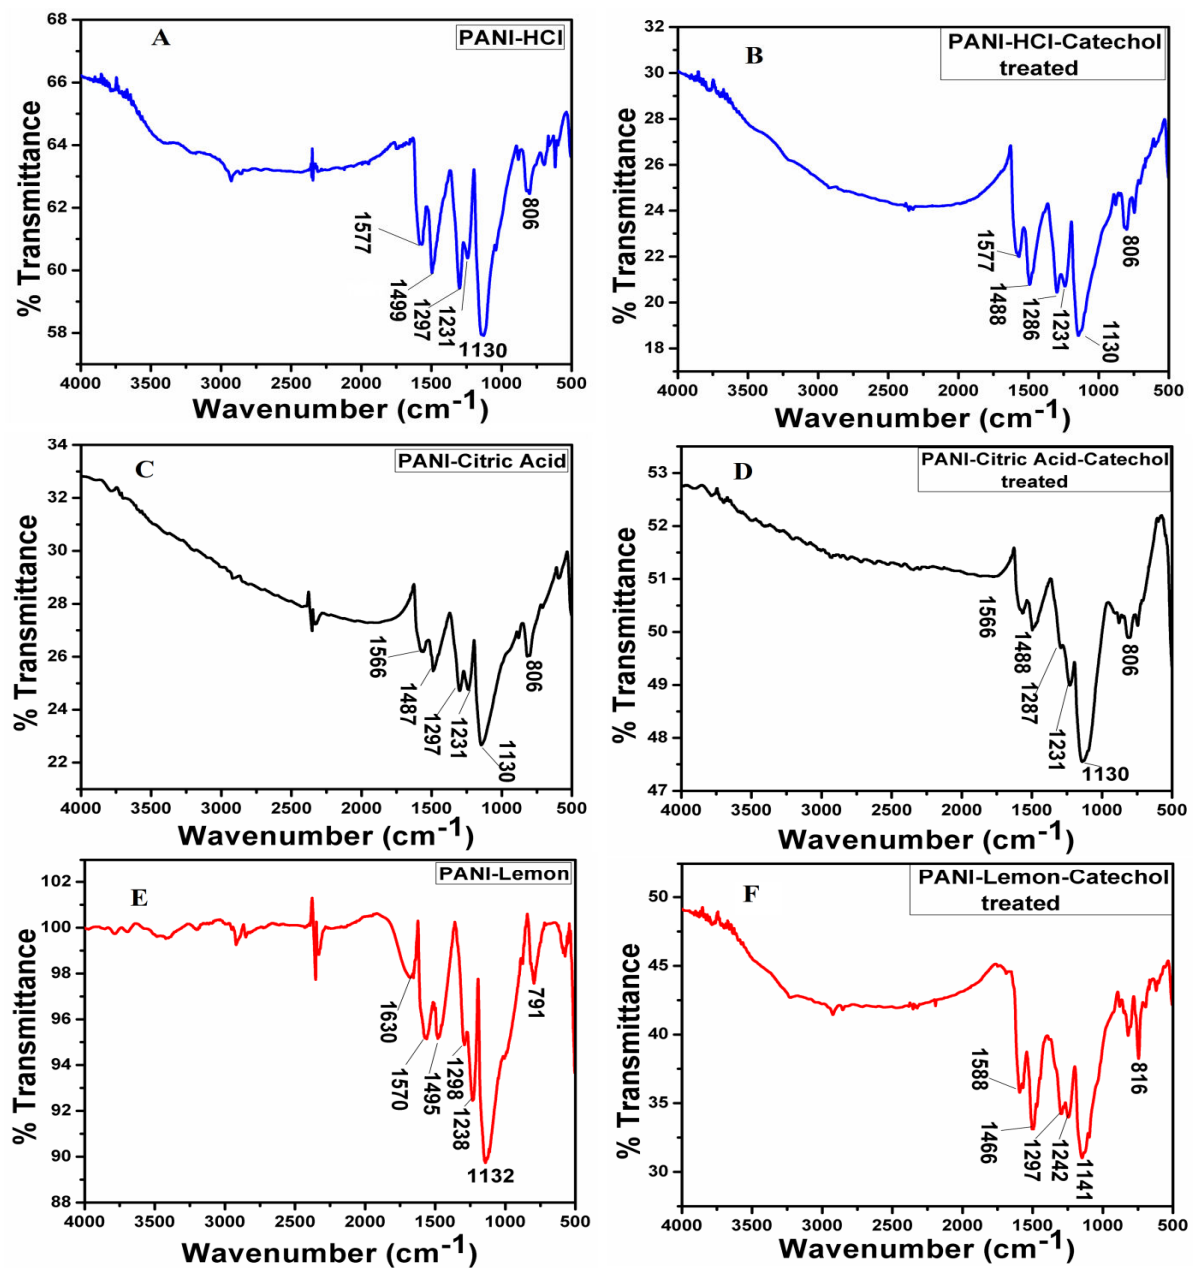 A
PANI-HCl
68
66
64
62
60
58
% Transmittance
1577
1499
1297
1231
1130
806
4000 3500 3000 2500 2000 1500 1000 500
Wavenumber (cm-1)
B
PANI-HCl-Catechol
treated
32
30
28
26
24
22
20
18
% Transmittance
1577
1488
1286
1231
1130
806
4000 3500 3000 2500 2000 1500 1000 500
Wavenumber (cm-1)
C
PANI-Citric Acid
34
32
30
28
26
24
22
% Transmittance
1566
1487
1297
1231
1130
806
4000 3500 3000 2500 2000 1500 1000 500
Wavenumber (cm-1)
D
PANI-Citric Acid-Catechol
treated
53
52
51
50
49
48
47
% Transmittance
1566
1488
1287
1231
1130
806
4000 3500 3000 2500 2000 1500 1000 500
Wavenumber (cm-1)
E
PANI-Lemon
102
100
98
96
94
92
90
88
% Transmittance
1630
1570
1495
1298
1238
1132
791
4000 3500 3000 2500 2000 1500 1000 500
Wavenumber (cm-1)
F
PANI-Lemon-Catechol
treated
50
45
40
35
30
% Transmittance
1588
1466
1297
1242
1141
816
4000 3500 3000 2500 2000 1500 1000 500
Wavenumber (cm-1)